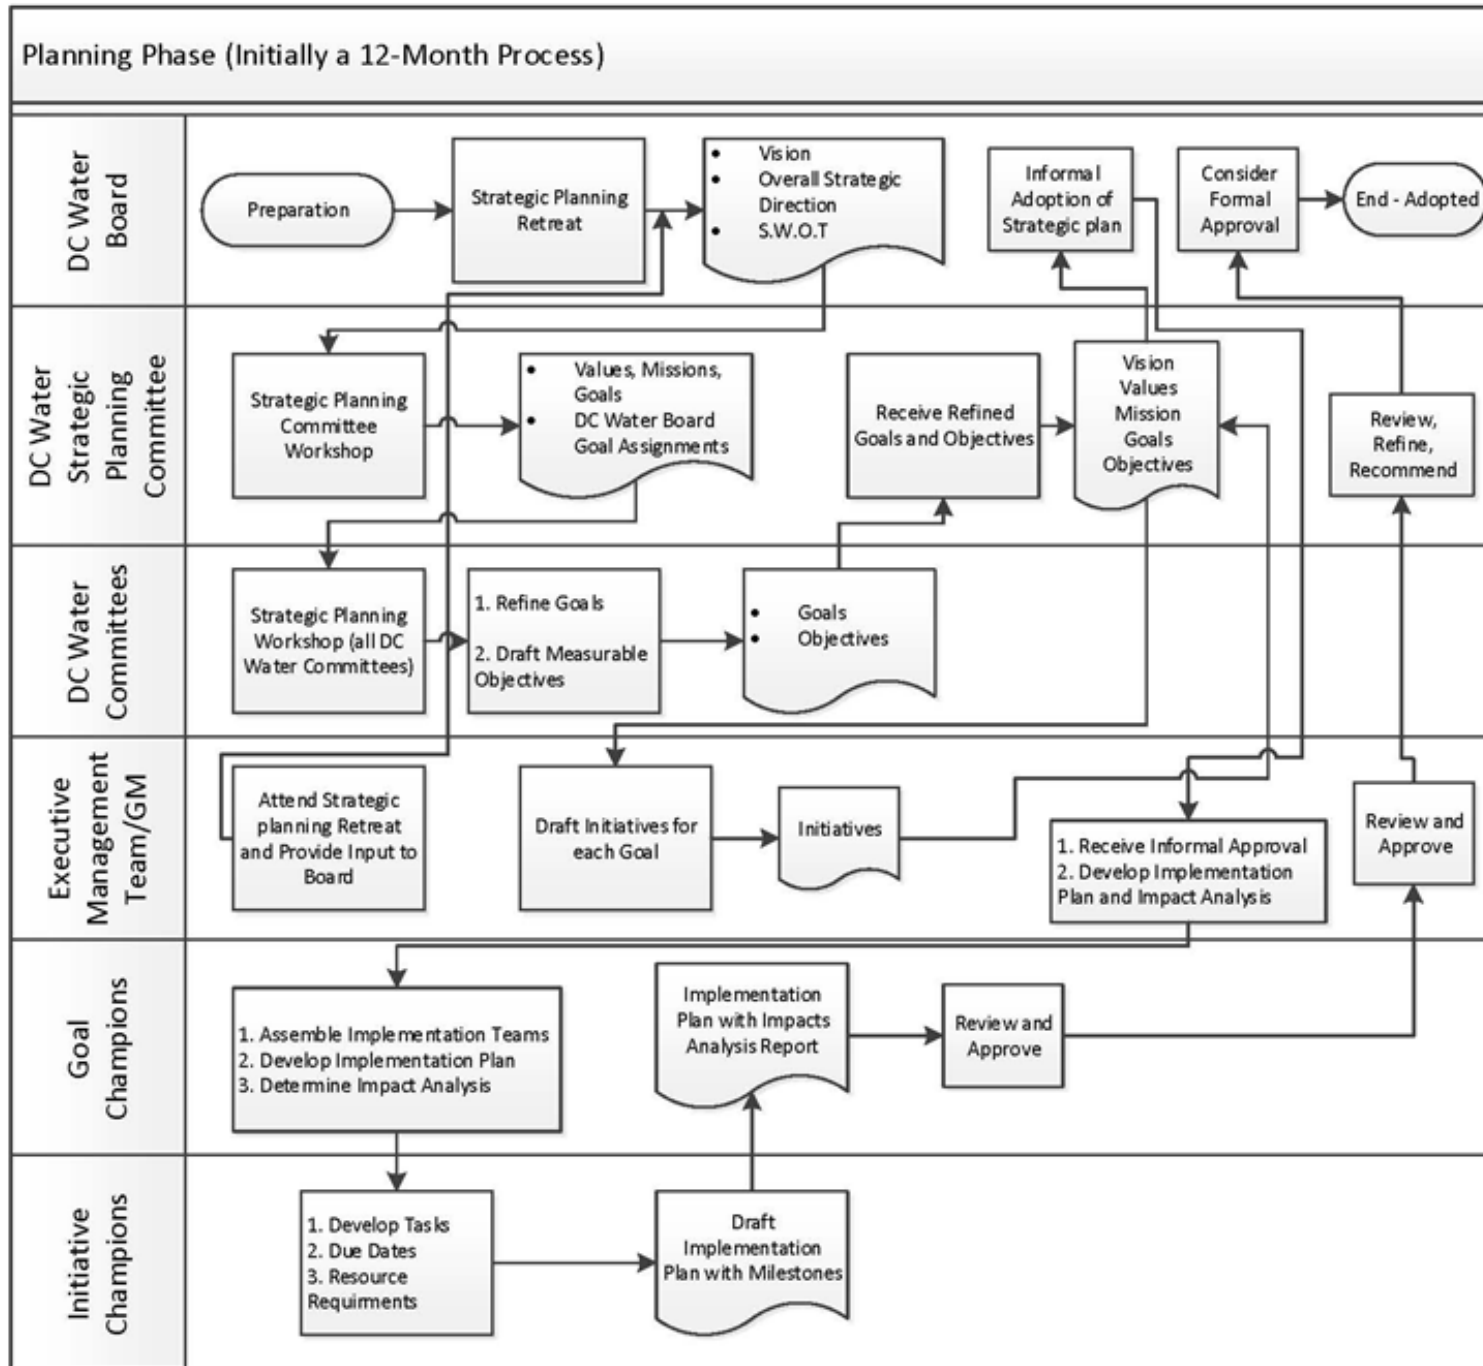 Planning Phase (Initially a 12-Month Process)
DC Water
Board
Preparation
Strategic Planning
Retreat
• Vision
• Overall Strategic
Direction
• S.W.O.T
Informal
Adoption of
Strategic plan
Consider
Formal
Approval
End - Adopted
DC Water
Strategic
Planning
Committee
Strategic Planning
Committee
Workshop
• Values, Missions,
Goals
• DC Water Board
Goal Assignments
Receive Refined
Goals and Objectives
Vision
Values
Mission
Goals
Objectives
Review,
Refine,
Recommend
DC Water
Committees
Strategic Planning
Workshop (all DC
Water Committees)
1. Refine Goals
2. Draft Measurable
Objectives
• Goals
• Objectives
Executive
Management
Team/GM
Attend Strategic
planning Retreat
and Provide Input to
Board
Draft Initiatives for
each Goal
Initiatives
1. Receive Informal Approval
2. Develop Implementation
Plan and Impact Analysis
Review and
Approve
Goal
Champions
1. Assemble Implementation Teams
2. Develop Implementation Plan
3. Determine Impact Analysis
Implementation
Plan with Impacts
Analysis Report
Review and
Approve
Initiative
Champions
1. Develop Tasks
2. Due Dates
3. Resource
Requirments
Draft
Implementation
Plan with Milestones